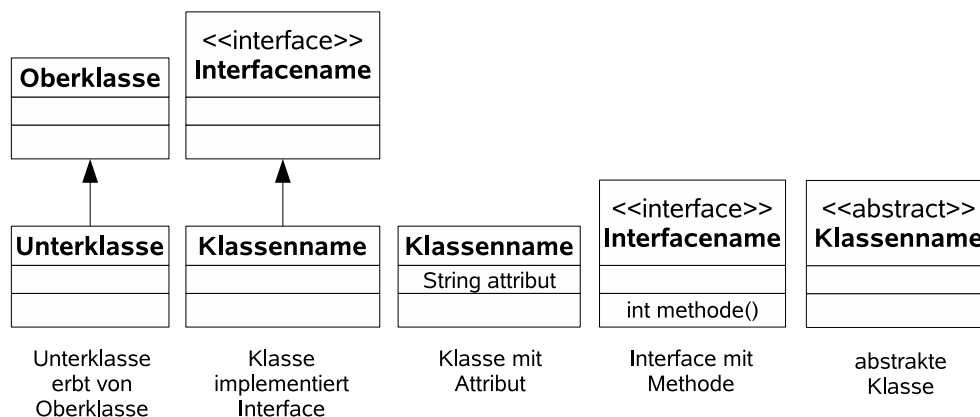 Oberklasse
Unterklasse
Unterklasse
erbt von
Oberklasse
<<interface>>
Interfacename
Klassenname
Klasse
implementiert
Interface
Klassenname
String attribut
Klasse mit
Attribut
<<interface>>
Interfacename
int methode()
Interface mit
Methode
<<abstract>>
Klassenname
abstrakte
Klasse